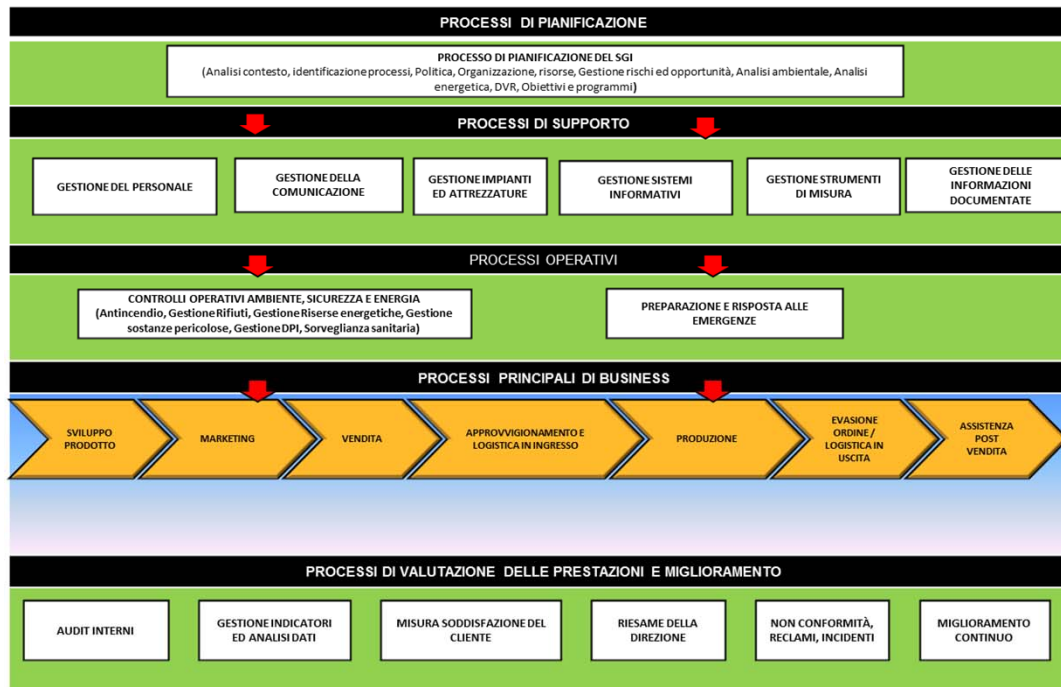 PROCESSI DI PIANIFICAZIONE
PROCESSO DI PIANIFICAZIONE DEL SGI
(Analisi contesto, identificazione processi, Politica, Organizzazione, risorse, Gestione rischi ed opportunità, Analisi ambientale, Analisi
energetica, DVR, Obiettivi e programmi)
PROCESSI DI SUPPORTO
GESTIONE DEL PERSONALE
GESTIONE DELLA
COMUNICAZIONE
GESTIONE IMPIANTI
ED ATTREZZATURE
GESTIONE SISTEMI
INFORMATIVI
GESTIONE STRUMENTI
DI MISURA
GESTIONE DELLE
INFORMAZIONI
DOCUMENTATE
PROCESSI OPERATIVI
CONTROLLI OPERATIVI AMBIENTE, SICUREZZA E ENERGIA
(Antincendio, Gestione Rifiuti, Gestione Riserse energetiche, Gestione
sostanze pericolose, Gestione DPI, Sorveglianza sanitaria)
PREPARAZIONE E RISPOSTA ALLE
EMERGENZE
PROCESSI PRINCIPALI DI BUSINESS
SVILUPPO
PRODOTTO
MARKETING
VENDITA
APPROVVIGIONAMENTO E
LOGISTICA IN INGRESSO
PRODUZIONE
EVASIONE
ORDINE /
LOGISTICA IN
USCITA
ASSISTENZA
POST
VENDITA
PROCESSI DI VALUTAZIONE DELLE PRESTAZIONI E MIGLIORAMENTO
AUDIT INTERNI
GESTIONE INDICATORI
ED ANALISI DATI
MISURA SODDISFAZIONE DEL
CLIENTE
RIESAME DELLA
DIREZIONE
NON CONFORMITÀ,
RECLAMI, INCIDENTI
MIGLIORAMENTO
CONTINUO